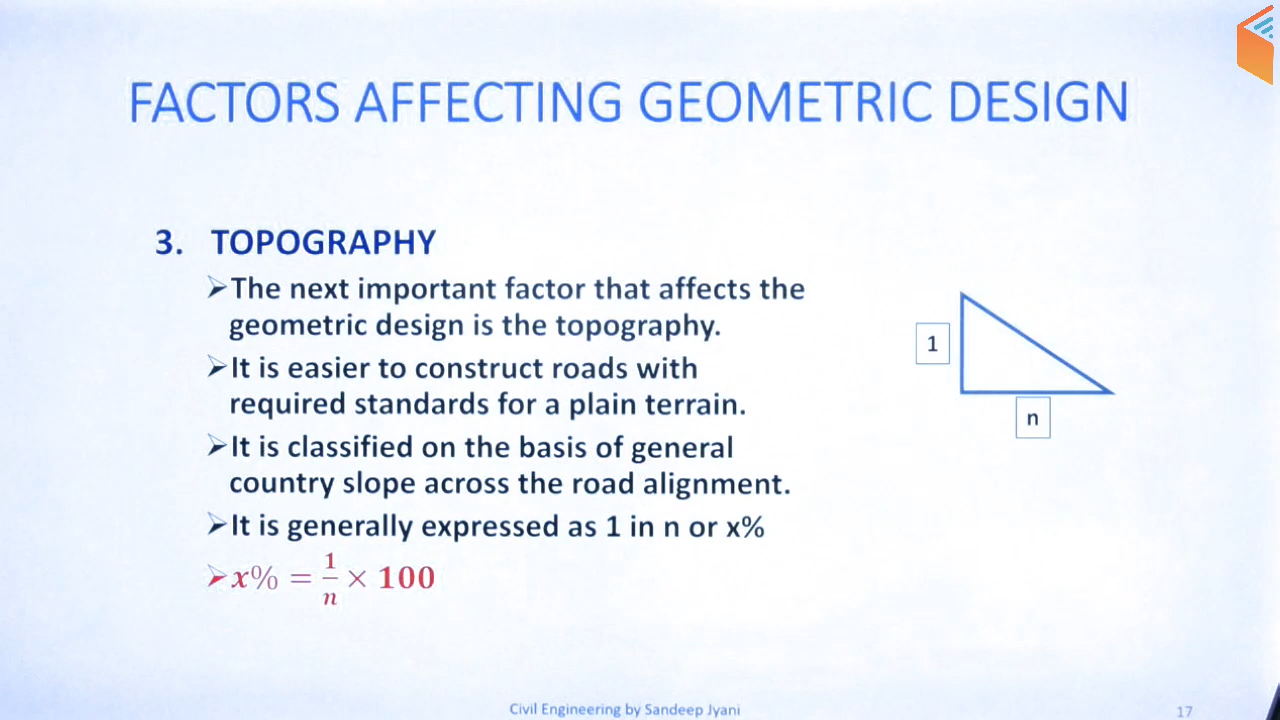 FACTORS AFFECTING GEOMETRIC DESIGN
3. TOPOGRAPHY
➢The next important factor that affects the
geometric design is the topography.
➢It is easier to construct roads with
required standards for a plain terrain.
➢It is classified on the basis of general
country slope across the road alignment.
➢It is generally expressed as 1 in n or x%
➢x% = 1/n × 100
1
n
Civil Engineering by Sandeep Jyani
17